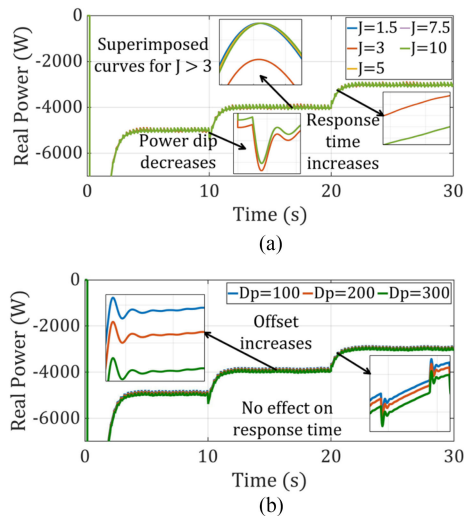 Real Power (W)
0
-2000
-4000
-6000
0
10
20
30
Time (s)
Superimposed
curves for J > 3
J=1.5
J=7.5
J=3
J=10
J=5
Power dip
decreases
Response
time
increases
(a)
Real Power (W)
0
-2000
-4000
-6000
0
10
20
30
Time (s)
Dp=100
Dp=200
Dp=300
Offset
increases
No effect on
response time
(b)